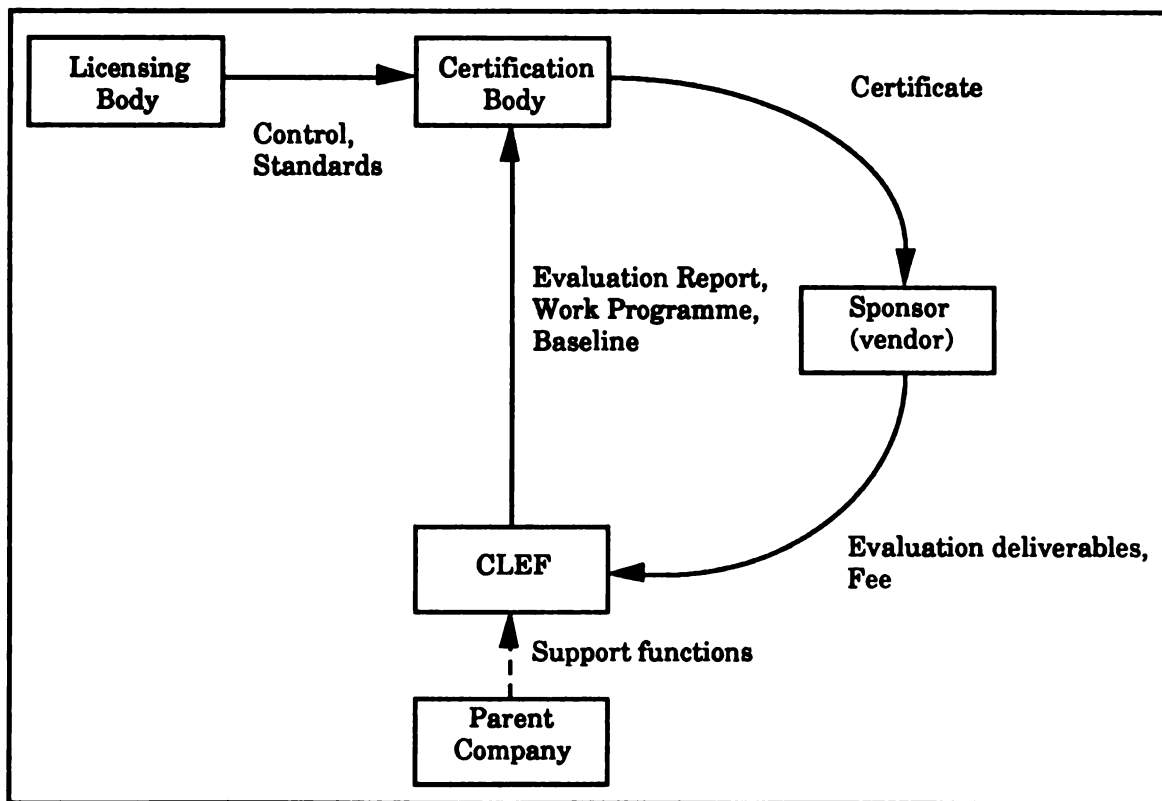 Licensing
Body
Certification
Body
Certificate
Control,
Standards
Evaluation Report,
Work Programme,
Baseline
Sponsor
(vendor)
CLEF
Evaluation deliverables,
Fee
Support functions
Parent
Company